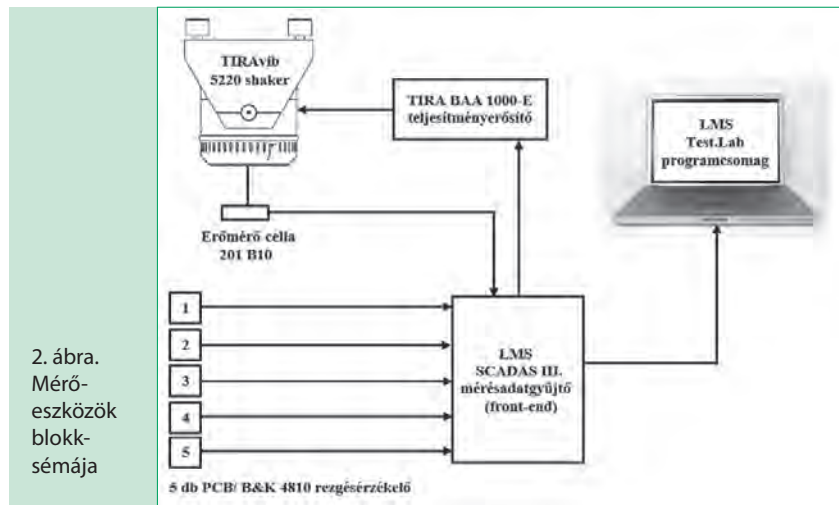 TIRAvib
5220 shaker
TIRA BAA 1000-E
teljesítményerősítő
LMS
Test.Lab
programcsomag
Erőmérő cella
201 B10
1
2
3
4
5
LMS
SCADAS III.
mérésadatgyűjtő
(front-end)
5 db PCB/ B&K 4810 rezgésérzékelő
2. ábra.
Mérő-
eszközök
blokk-
sémája